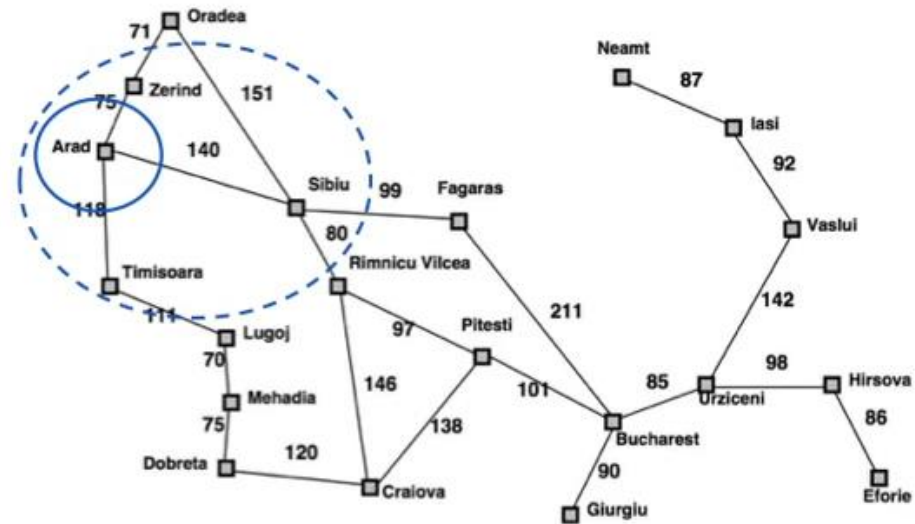 Oradea
71
Neamt
87
Zerind
75
151
Iasi
Arad
140
92
Sibiu
99
Fagaras
118
80
Vaslui
Timisoara
Rimnicu Vilcea
142
111
211
Lugoj
97
Pitesti
98
70
Hirsova
146
101
85
Urziceni
Mehadia
86
75
138
Bucharest
120
Dobreta
90
Craiova
Eforie
Giurgiu